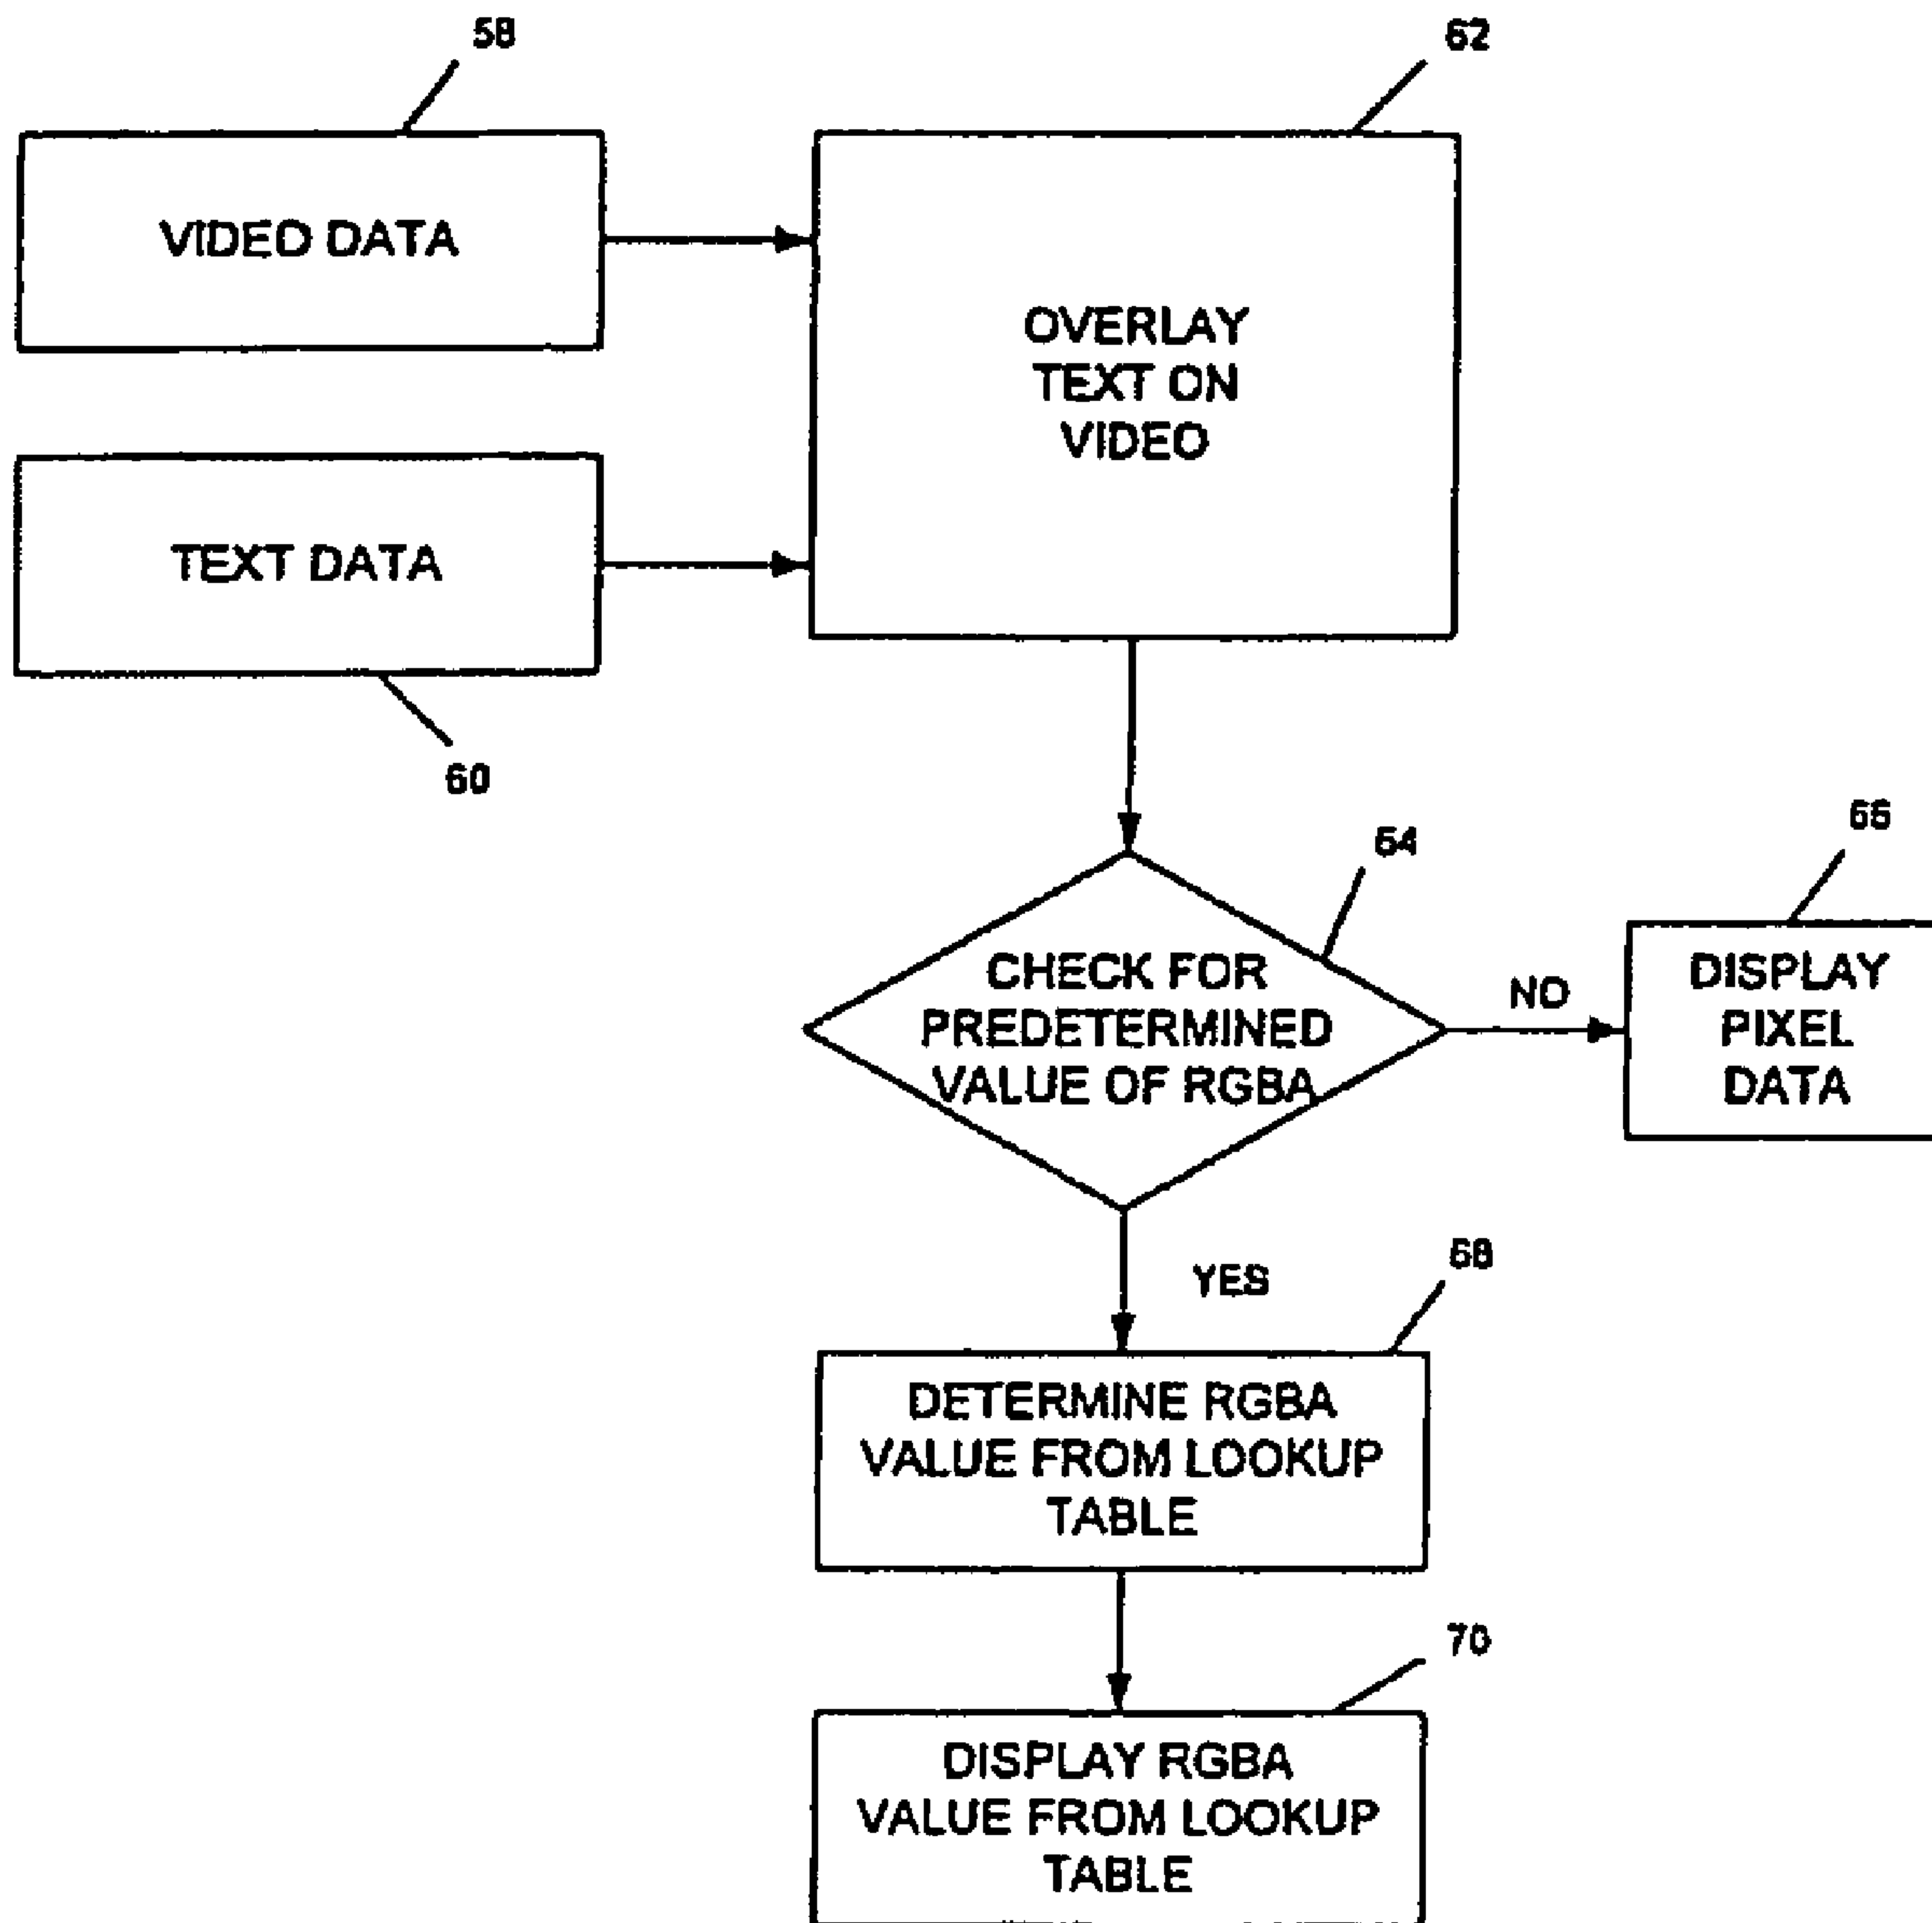 58
62
VIDEO DATA
OVERLAY
TEXT ON
VIDEO
TEXT DATA
60
64
66
CHECK FOR
PREDETERMINED
VALUE OF RGBA
NO
DISPLAY
PIXEL
DATA
YES
68
DETERMINE RGBA
VALUE FROM LOOKUP
TABLE
70
DISPLAY RGBA
VALUE FROM LOOKUP
TABLE